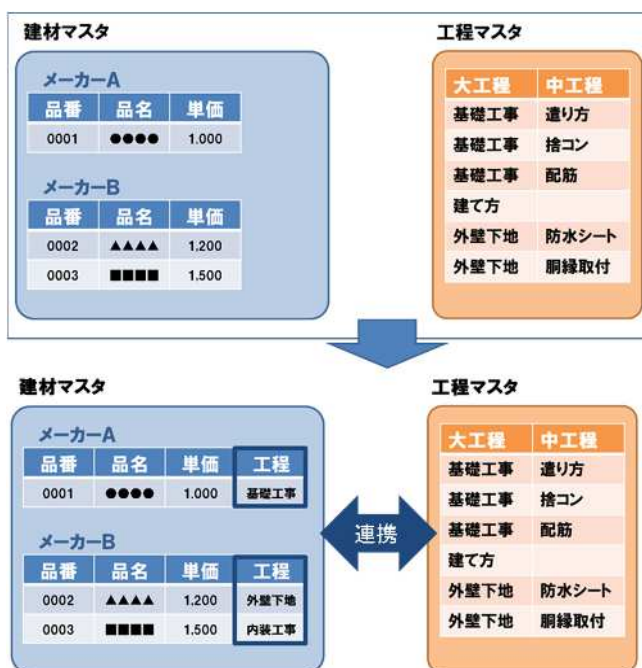 建材マスタ
工程マスタ
メーカーA
品番 品名 単価
0001 ●●●● 1.000
メーカーB
品番 品名 単価
0002 ▲▲▲▲ 1,200
0003 ■■■■ 1.500
大工程 中工程
基礎工事 遣り方
基礎工事 捨コン
基礎工事 配筋
建て方
外壁下地 防水シート
外壁下地 胴縁取付
建材マスタ
工程マスタ
メーカーA
品番 品名 単価 工程
0001 ●●●● 1.000 基礎工事
メーカーB
品番 品名 単価 工程
0002 ▲▲▲▲ 1.200 外壁下地
0003 ■■■■ 1.500 内装工事
連携
大工程 中工程
基礎工事 遣り方
基礎工事 捨コン
基礎工事 配筋
建て方
外壁下地 防水シート
外壁下地 胴縁取付